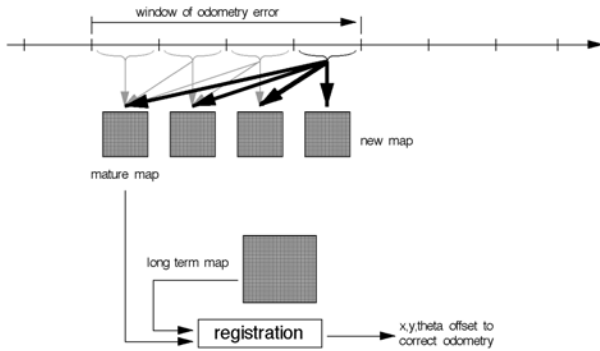 window of odometry error
new map
mature map
long term map
registration
x,y,theta offset to
correct odometry